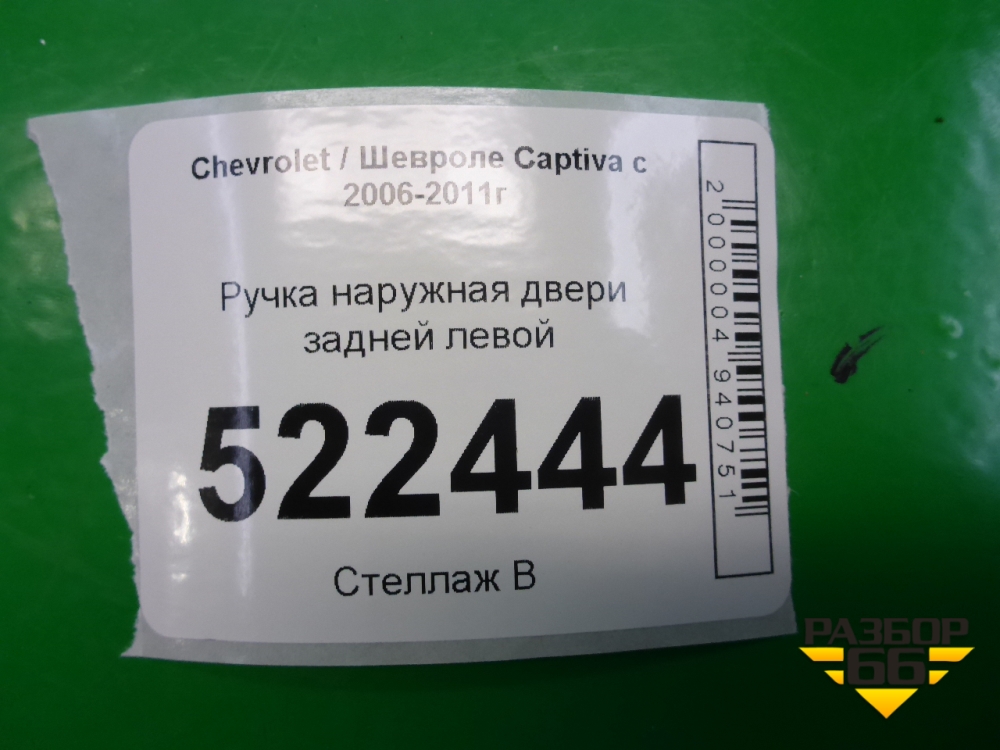 Chevrolet / Шевроле Captiva с
2006-2011г
Ручка наружная двери
задней левой
522444
Стеллаж В
2000004940751
РАЗБОР
66